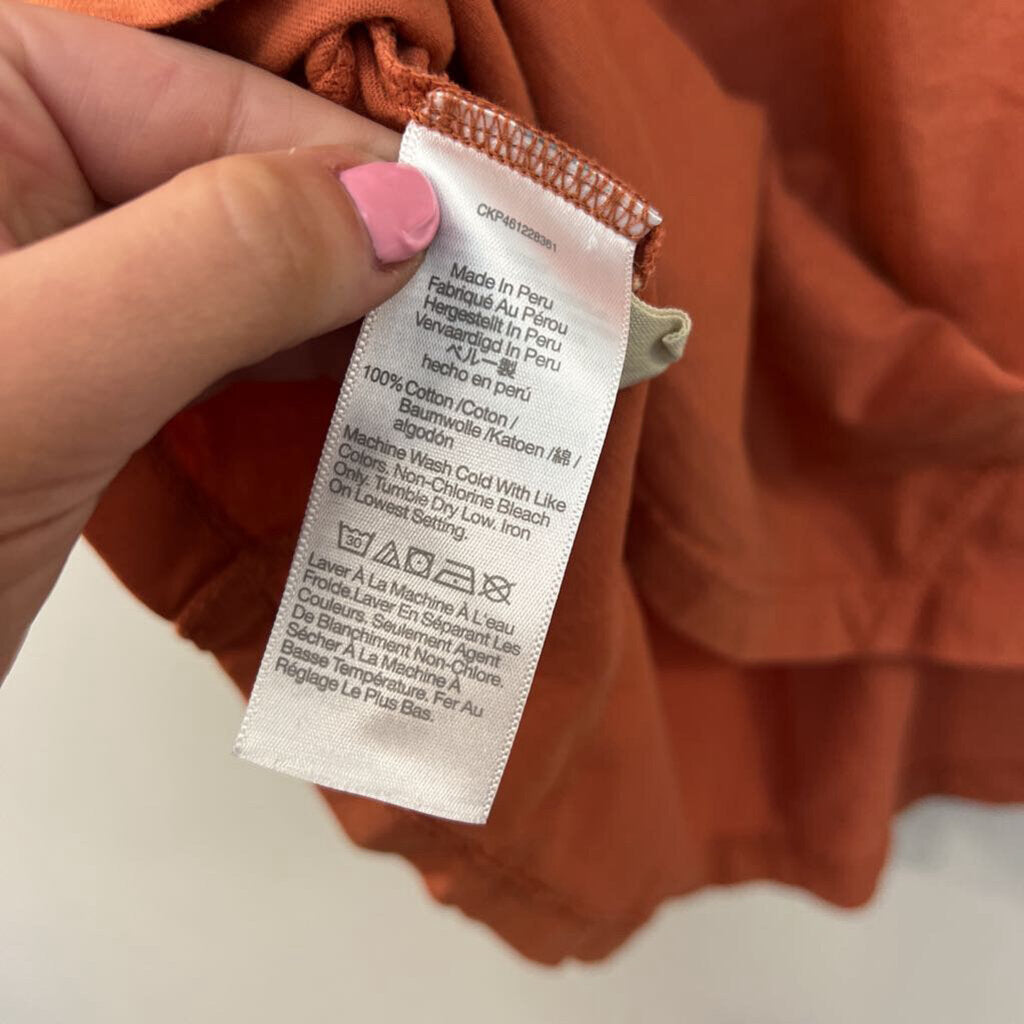 CKP461228361
Made In Peru
Fabriqué Au Pérou
Hergestellt In Peru
Vervaardigd In Peru
ペルー製
hecho en perú
100% Cotton /Coton /
Baumwolle /Katoen /綿 /
algodón
Machine Wash Cold With Like
Colors. Non-Chlorine Bleach
Only. Tumble Dry Low. Iron
On Lowest Setting.
30
Laver À La Machine À L'eau
Froide.Laver En Séparant Les
Couleurs. Seulement Agent
De Blanchiment Non-Chlore.
Sécher À La Machine À
Basse Température. Fer Au
Réglage Le Plus Bas.